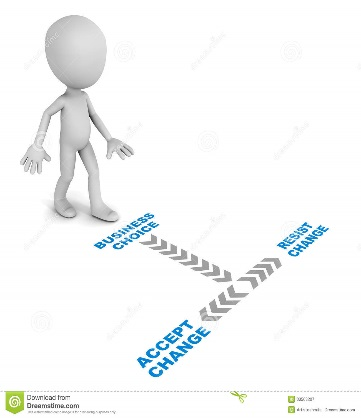 BUSINESS
CHOICE
RESIST
CHANGE
ACCEPT
CHANGE
Download from
Dreamstime.com